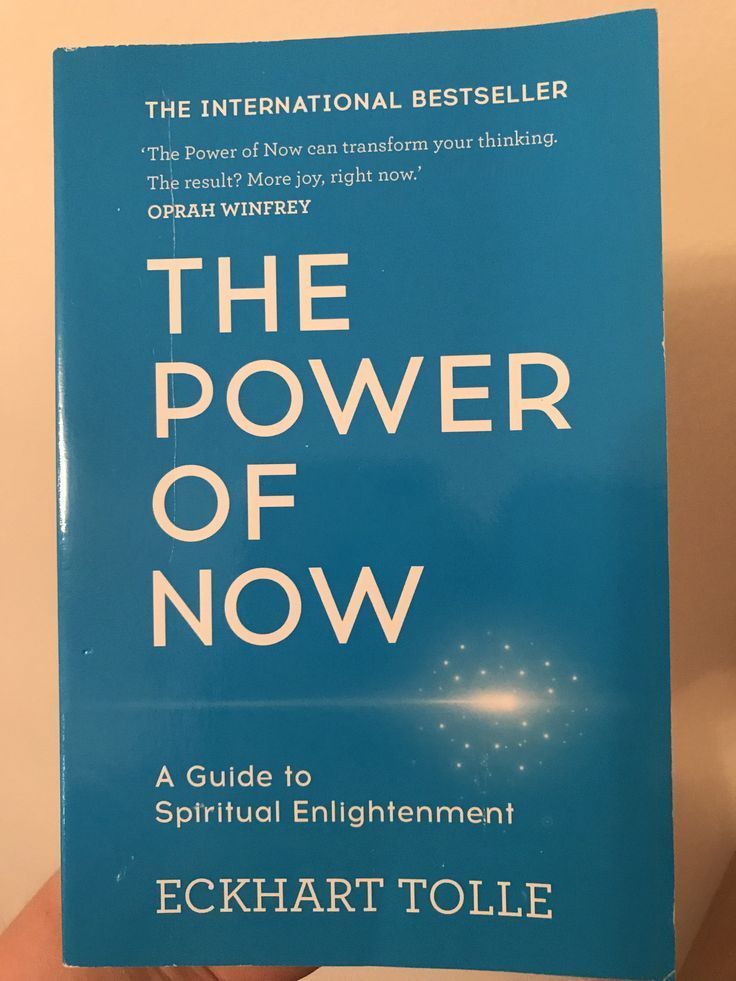 THE INTERNATIONAL BESTSELLER
‘The Power of Now can transform your thinking.
The result? More joy, right now.’
OPRAH WINFREY
THE
POWER
OF
NOW
A Guide to
Spiritual Enlightenment
ECKHART TOLLE